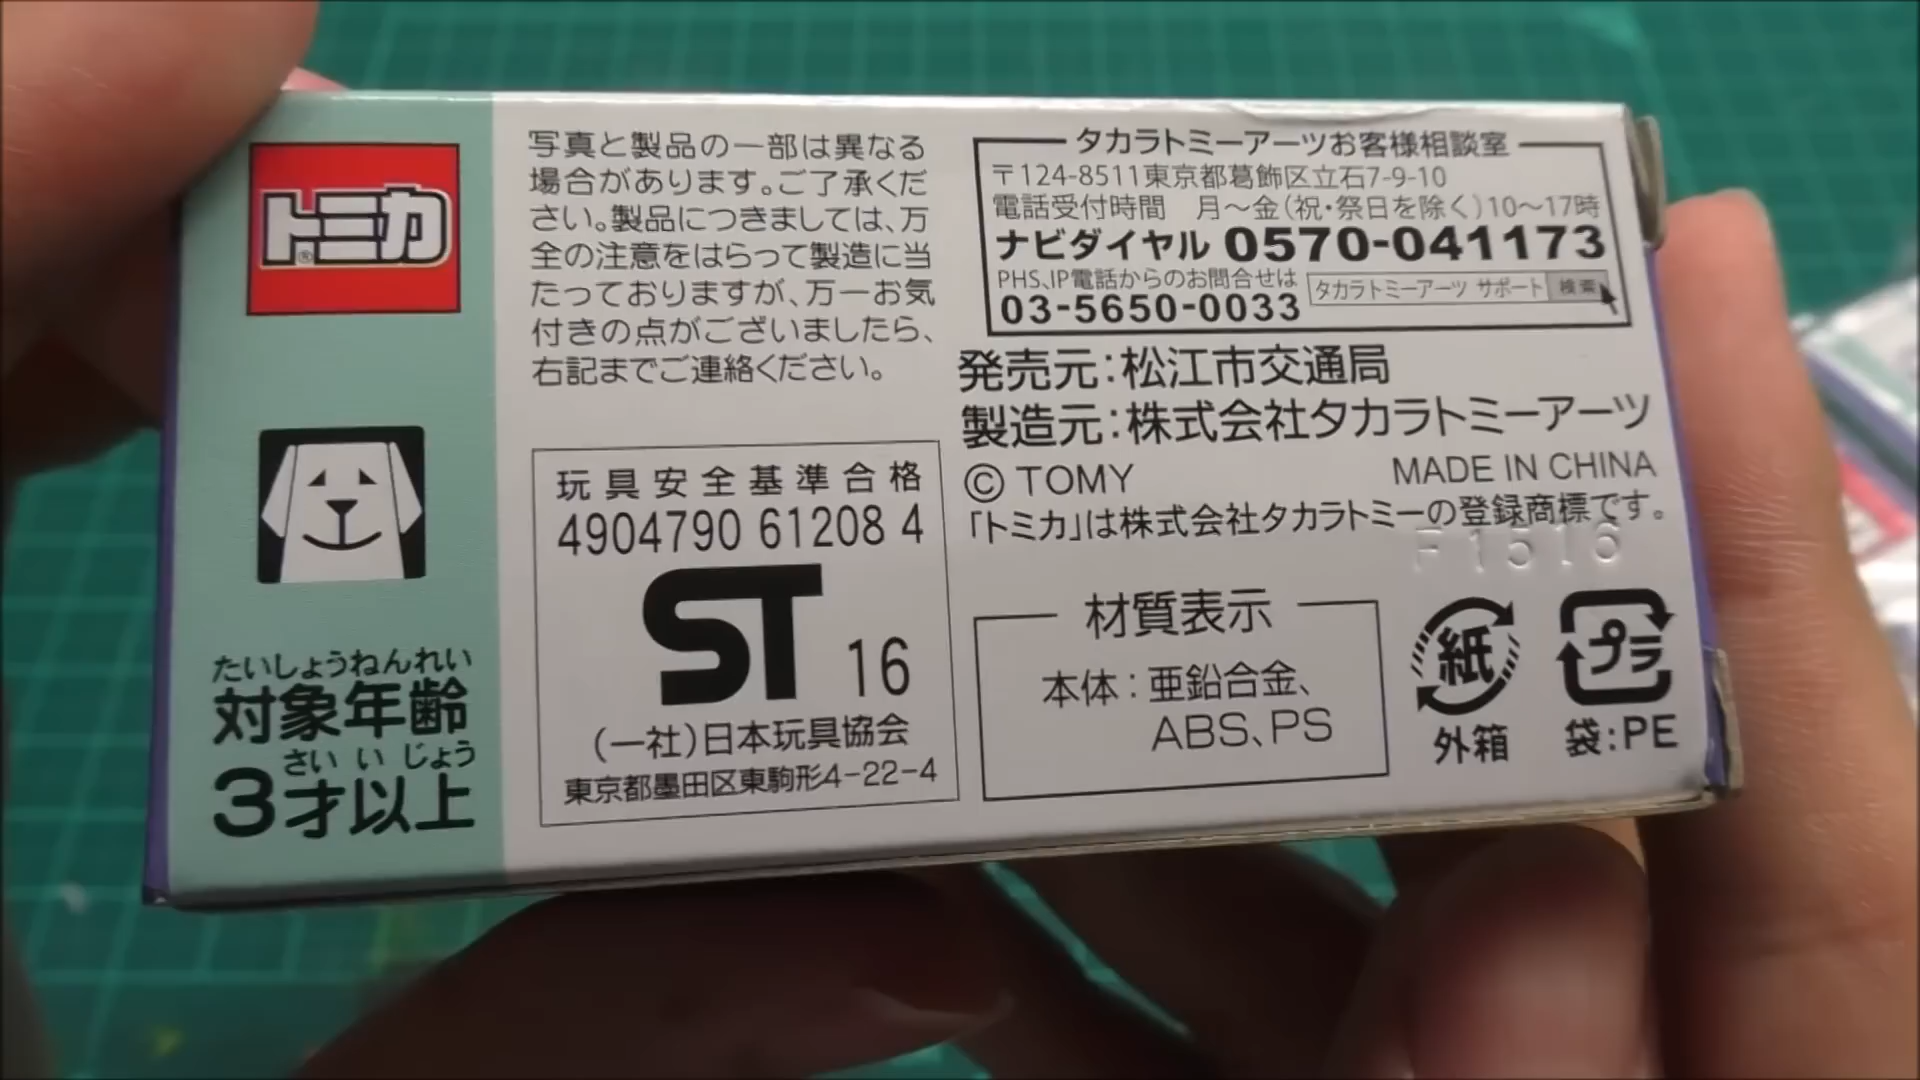 トミカ
®
たいしょうねんれい
対象年齢
さい い じょう
3才以上
写真と製品の一部は異なる
場合があります。ご了承くだ
さい。製品につきましては、万
全の注意をはらって製造に当
たっておりますが、万一お気
付きの点がございましたら、
右記までご連絡ください。
玩具安全基準合格
4904790 61208 4
ST 16
(一社)日本玩具協会
東京都墨田区東駒形4-22-4
タカラトミーアーツお客様相談室
〒124-8511東京都葛飾区立石7-9-10
電話受付時間 月~金(祝・祭日を除く)10~17時
ナビダイヤル 0570-041173
PHS、IP電話からのお問合せは
03-5650-0033
タカラトミーアーツ サポート 検索
発売元:松江市交通局
製造元:株式会社タカラトミーアーツ
© TOMY MADE IN CHINA
「トミカ」は株式会社タカラトミーの登録商標です。
F1516
材質表示
本体:亜鉛合金、
ABS、PS
紙
外箱
プラ
袋:PE